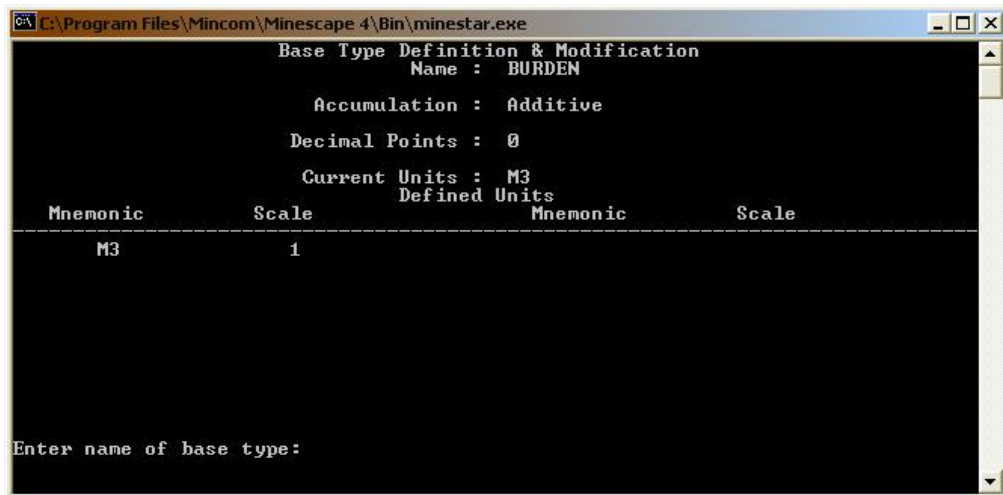 C:\Program Files\Mincom\Minescape 4\Bin\minestar.exe
Base Type Definition & Modification
Name : BURDEN
Accumulation : Additive
Decimal Points : 0
Current Units : M3
Defined Units
Mnemonic Scale Mnemonic Scale
M3 1
Enter name of base type: